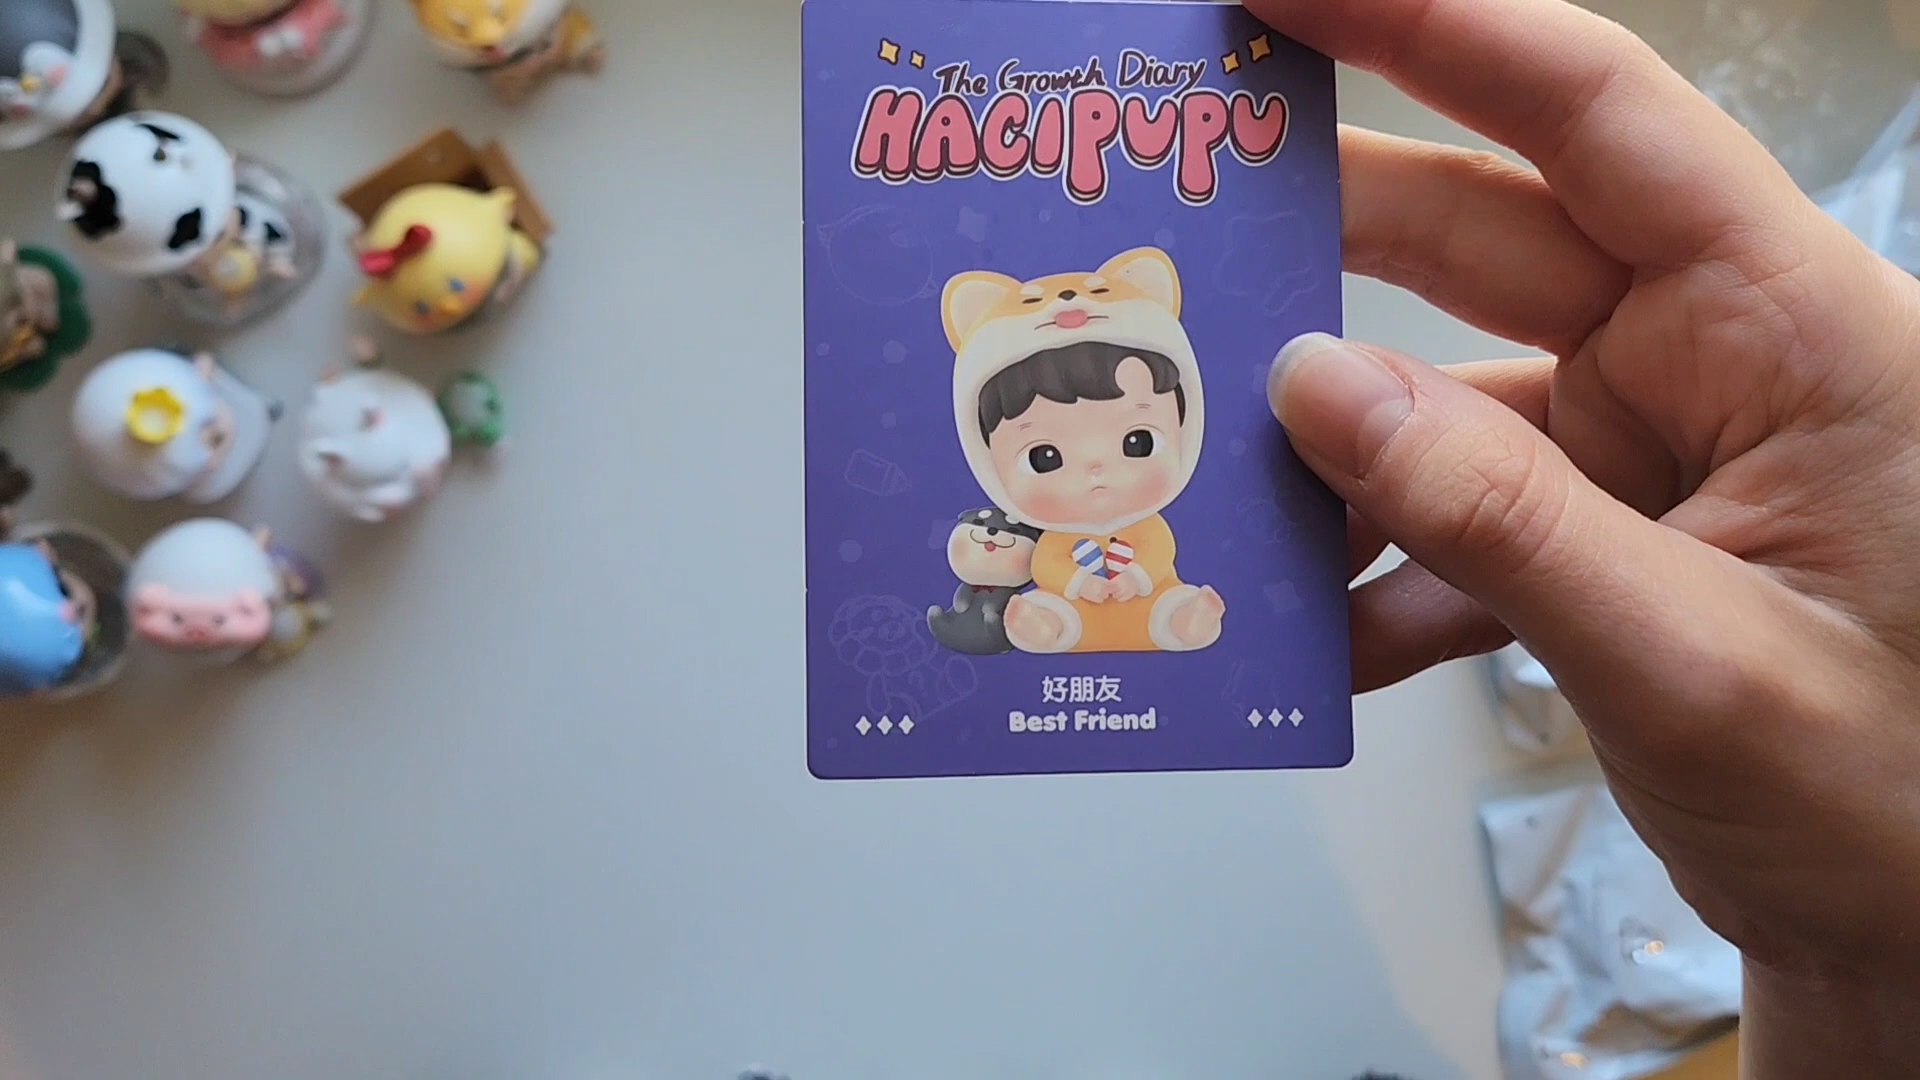 The Growth Diary
HACIPUPU
好朋友
Best Friend